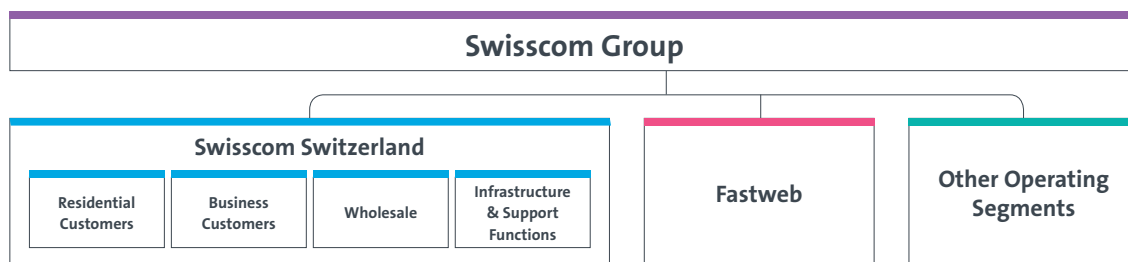 Swisscom Group
Swisscom Switzerland
Residential
Customers
Business
Customers
Wholesale
Infrastructure
& Support
Functions
Fastweb
Other Operating
Segments